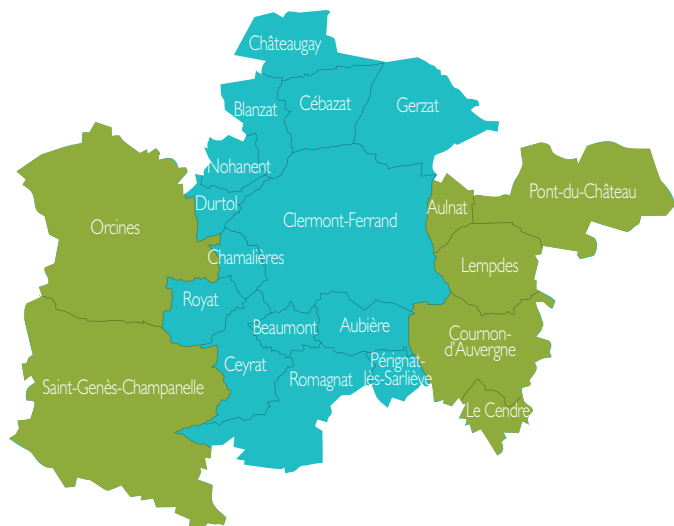 Châteaugay
Blanzat
Cébazat
Gerzat
Nohanent
Durtol
Aulnat
Pont-du-Château
Orcines
Clermont-Ferrand
Chamalières
Lempdes
Royat
Beaumont
Aubière
Cournon-
d'Auvergne
Saint-Genès-Champanelle
Ceyrat
Romagnat
Pérignat-
lès-Sarliève
Le Cendre